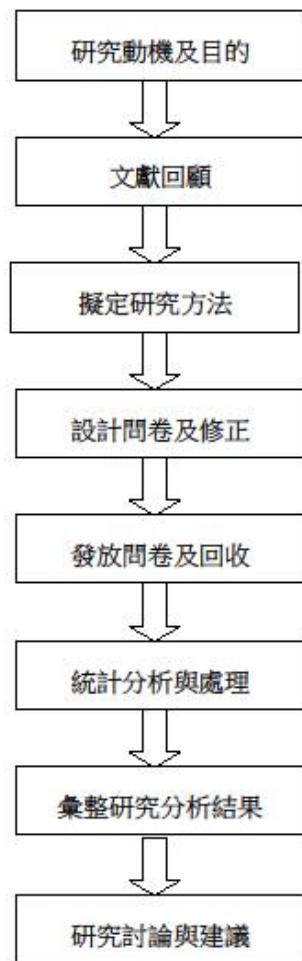 研究動機及目的
文獻回顧
擬定研究方法
設計問卷及修正
發放問卷及回收
統計分析與處理
彙整研究分析結果
研究討論與建議